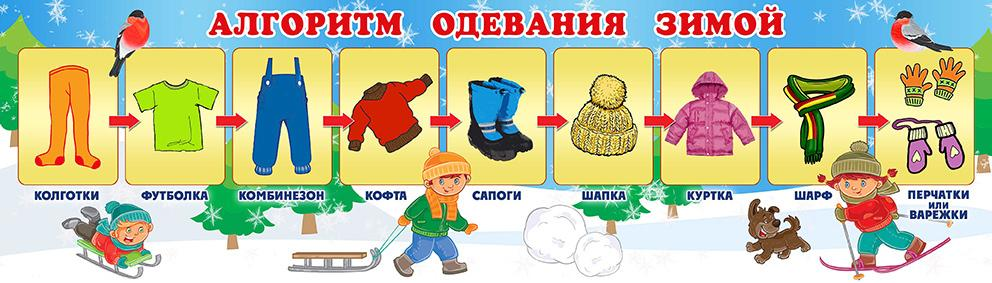 АЛГОРИТМ ОДЕВАНИЯ ЗИМОЙ
КОЛГОТКИ
ФУТБОЛКА
КОМБИНЕЗОН
КОФТА
САПОГИ
ШАПКА
КУРТКА
ШАРФ
ПЕРЧАТКИ
ИЛИ
ВАРЕЖКИ